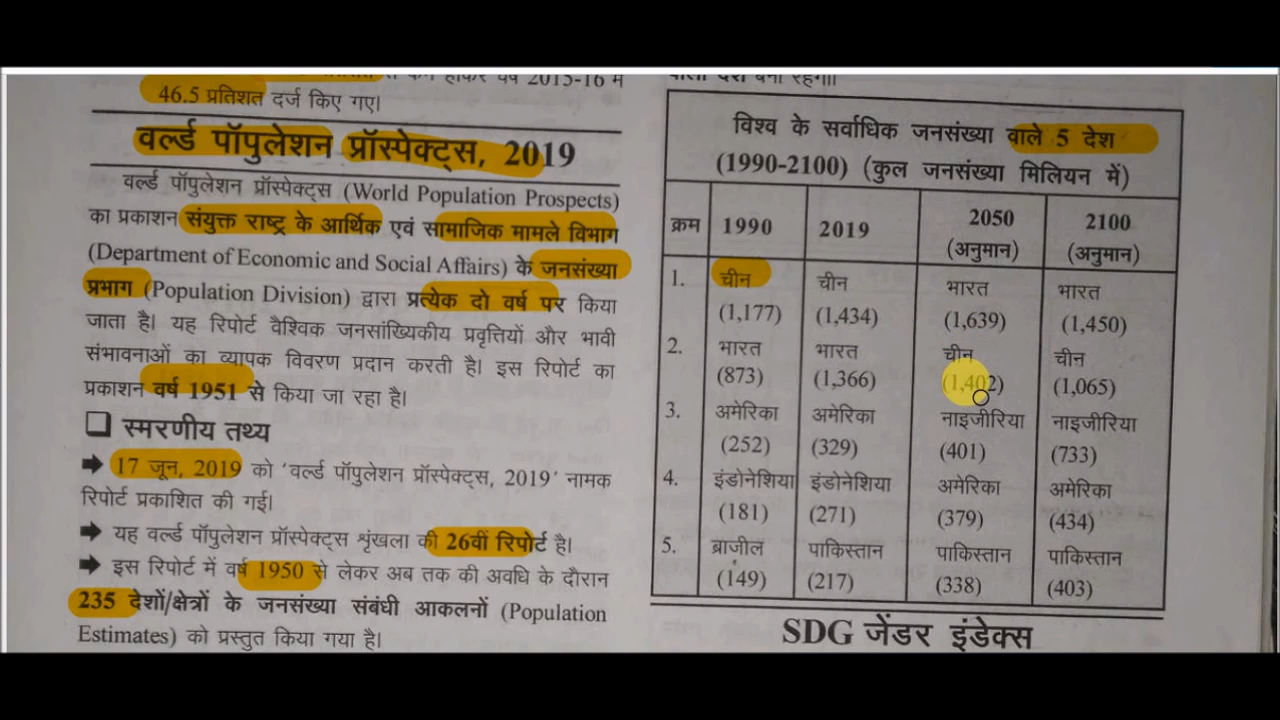 46.5 प्रतिशत दर्ज किए गए।
वर्ल्ड पॉपुलेशन प्रॉस्पेक्ट्स, 2019
वर्ल्ड पॉपुलेशन प्रॉस्पेक्ट्स (World Population Prospects)
का प्रकाशन संयुक्त राष्ट्र के आर्थिक एवं सामाजिक मामले विभाग
(Department of Economic and Social Affairs) के जनसंख्या
प्रभाग (Population Division) द्वारा प्रत्येक दो वर्ष पर किया
जाता है। यह रिपोर्ट वैश्विक जनसांख्यिकीय प्रवृत्तियों और भावी
संभावनाओं का व्यापक विवरण प्रदान करती है। इस रिपोर्ट का
प्रकाशन वर्ष 1951 से किया जा रहा है।
स्मरणीय तथ्य
➡ 17 जून, 2019 को 'वर्ल्ड पॉपुलेशन प्रॉस्पेक्ट्स, 2019' नामक
रिपोर्ट प्रकाशित की गई।
➡ यह वर्ल्ड पॉपुलेशन प्रॉस्पेक्ट्स शृंखला की 26वीं रिपोर्ट है।
➡ इस रिपोर्ट में वर्ष 1950 से लेकर अब तक की अवधि के दौरान
235 देशों/क्षेत्रों के जनसंख्या संबंधी आकलनों (Population
Estimates) को प्रस्तुत किया गया है।
वाला देश बना रहेगा।
विश्व के सर्वाधिक जनसंख्या वाले 5 देश
(1990-2100) (कुल जनसंख्या मिलियन में)
क्रम 1990 2019 2050 (अनुमान) 2100 (अनुमान)
1. चीन चीन भारत भारत
(1,177) (1,434) (1,639) (1,450)
2. भारत भारत चीन चीन
(873) (1,366) (1,402) (1,065)
3. अमेरिका अमेरिका नाइजीरिया नाइजीरिया
(252) (329) (401) (733)
4. इंडोनेशिया इंडोनेशिया अमेरिका अमेरिका
(181) (271) (379) (434)
5. ब्राजील पाकिस्तान पाकिस्तान पाकिस्तान
(149) (217) (338) (403)
SDG जेंडर इंडेक्स